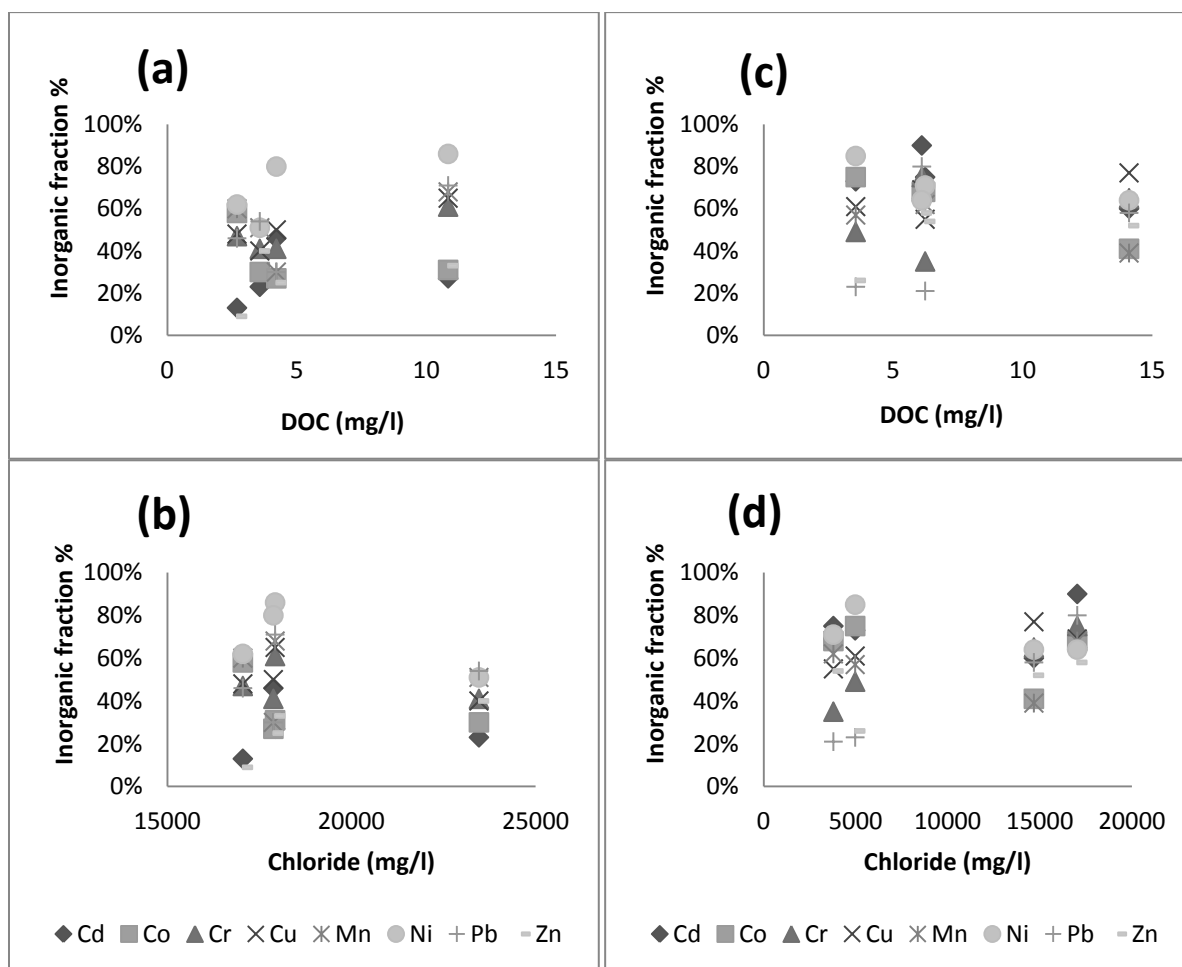 (a)
Inorganic fraction %
100%
80%
60%
40%
20%
0%
0 5 10 15
DOC (mg/l)
(c)
Inorganic fraction %
100%
80%
60%
40%
20%
0%
0 5 10 15
DOC (mg/l)
(b)
Inorganic fraction %
100%
80%
60%
40%
20%
0%
15000 20000 25000
Chloride (mg/l)
Cd Co Cr Cu Mn Ni Pb Zn
(d)
Inorganic fraction %
100%
80%
60%
40%
20%
0%
0 5000 10000 15000 20000
Chloride (mg/l)
Cd Co Cr Cu Mn Ni Pb Zn